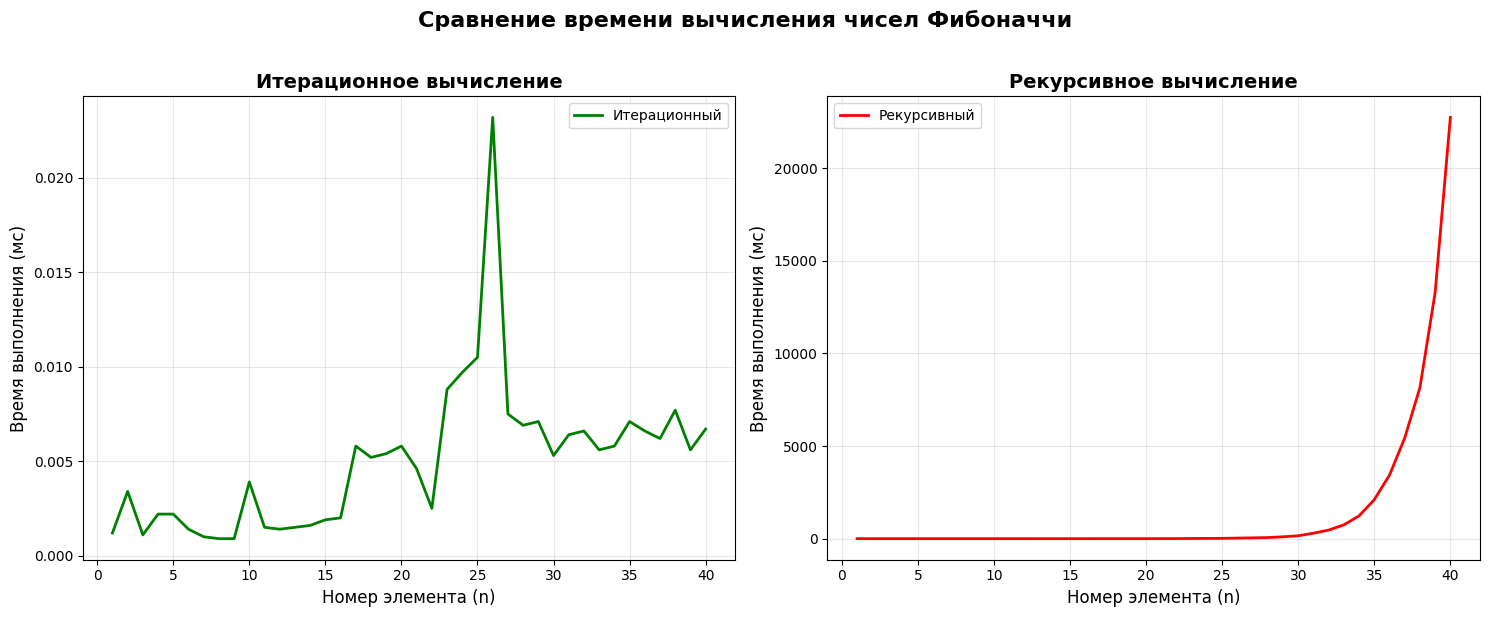 Сравнение времени вычисления чисел Фибоначчи
Итерационное вычисление
Итерационный
0.020
0.015
0.010
0.005
0.000
Время выполнения (мс)
0 5 10 15 20 25 30 35 40
Номер элемента (n)
Рекурсивное вычисление
Рекурсивный
20000
15000
10000
5000
0
Время выполнения (мс)
0 5 10 15 20 25 30 35 40
Номер элемента (n)